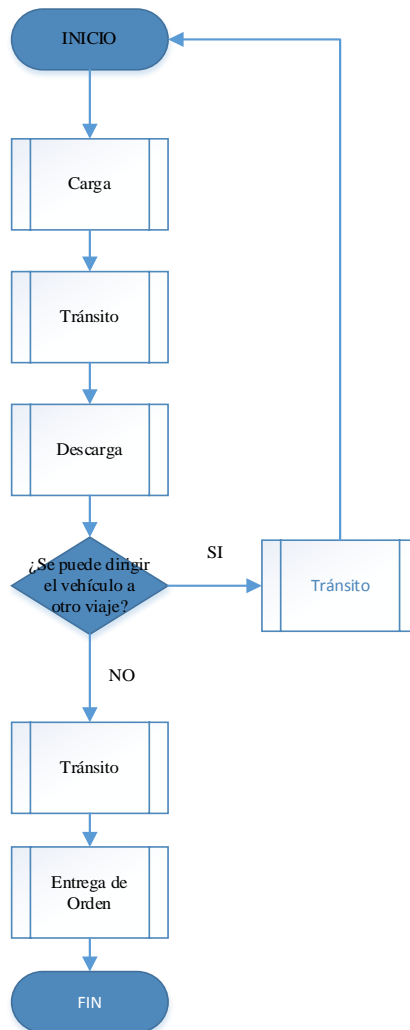 INICIO
Carga
Tránsito
Descarga
¿Se puede dirigir
el vehículo a
otro viaje?
SI
Tránsito
NO
Tránsito
Entrega de
Orden
FIN